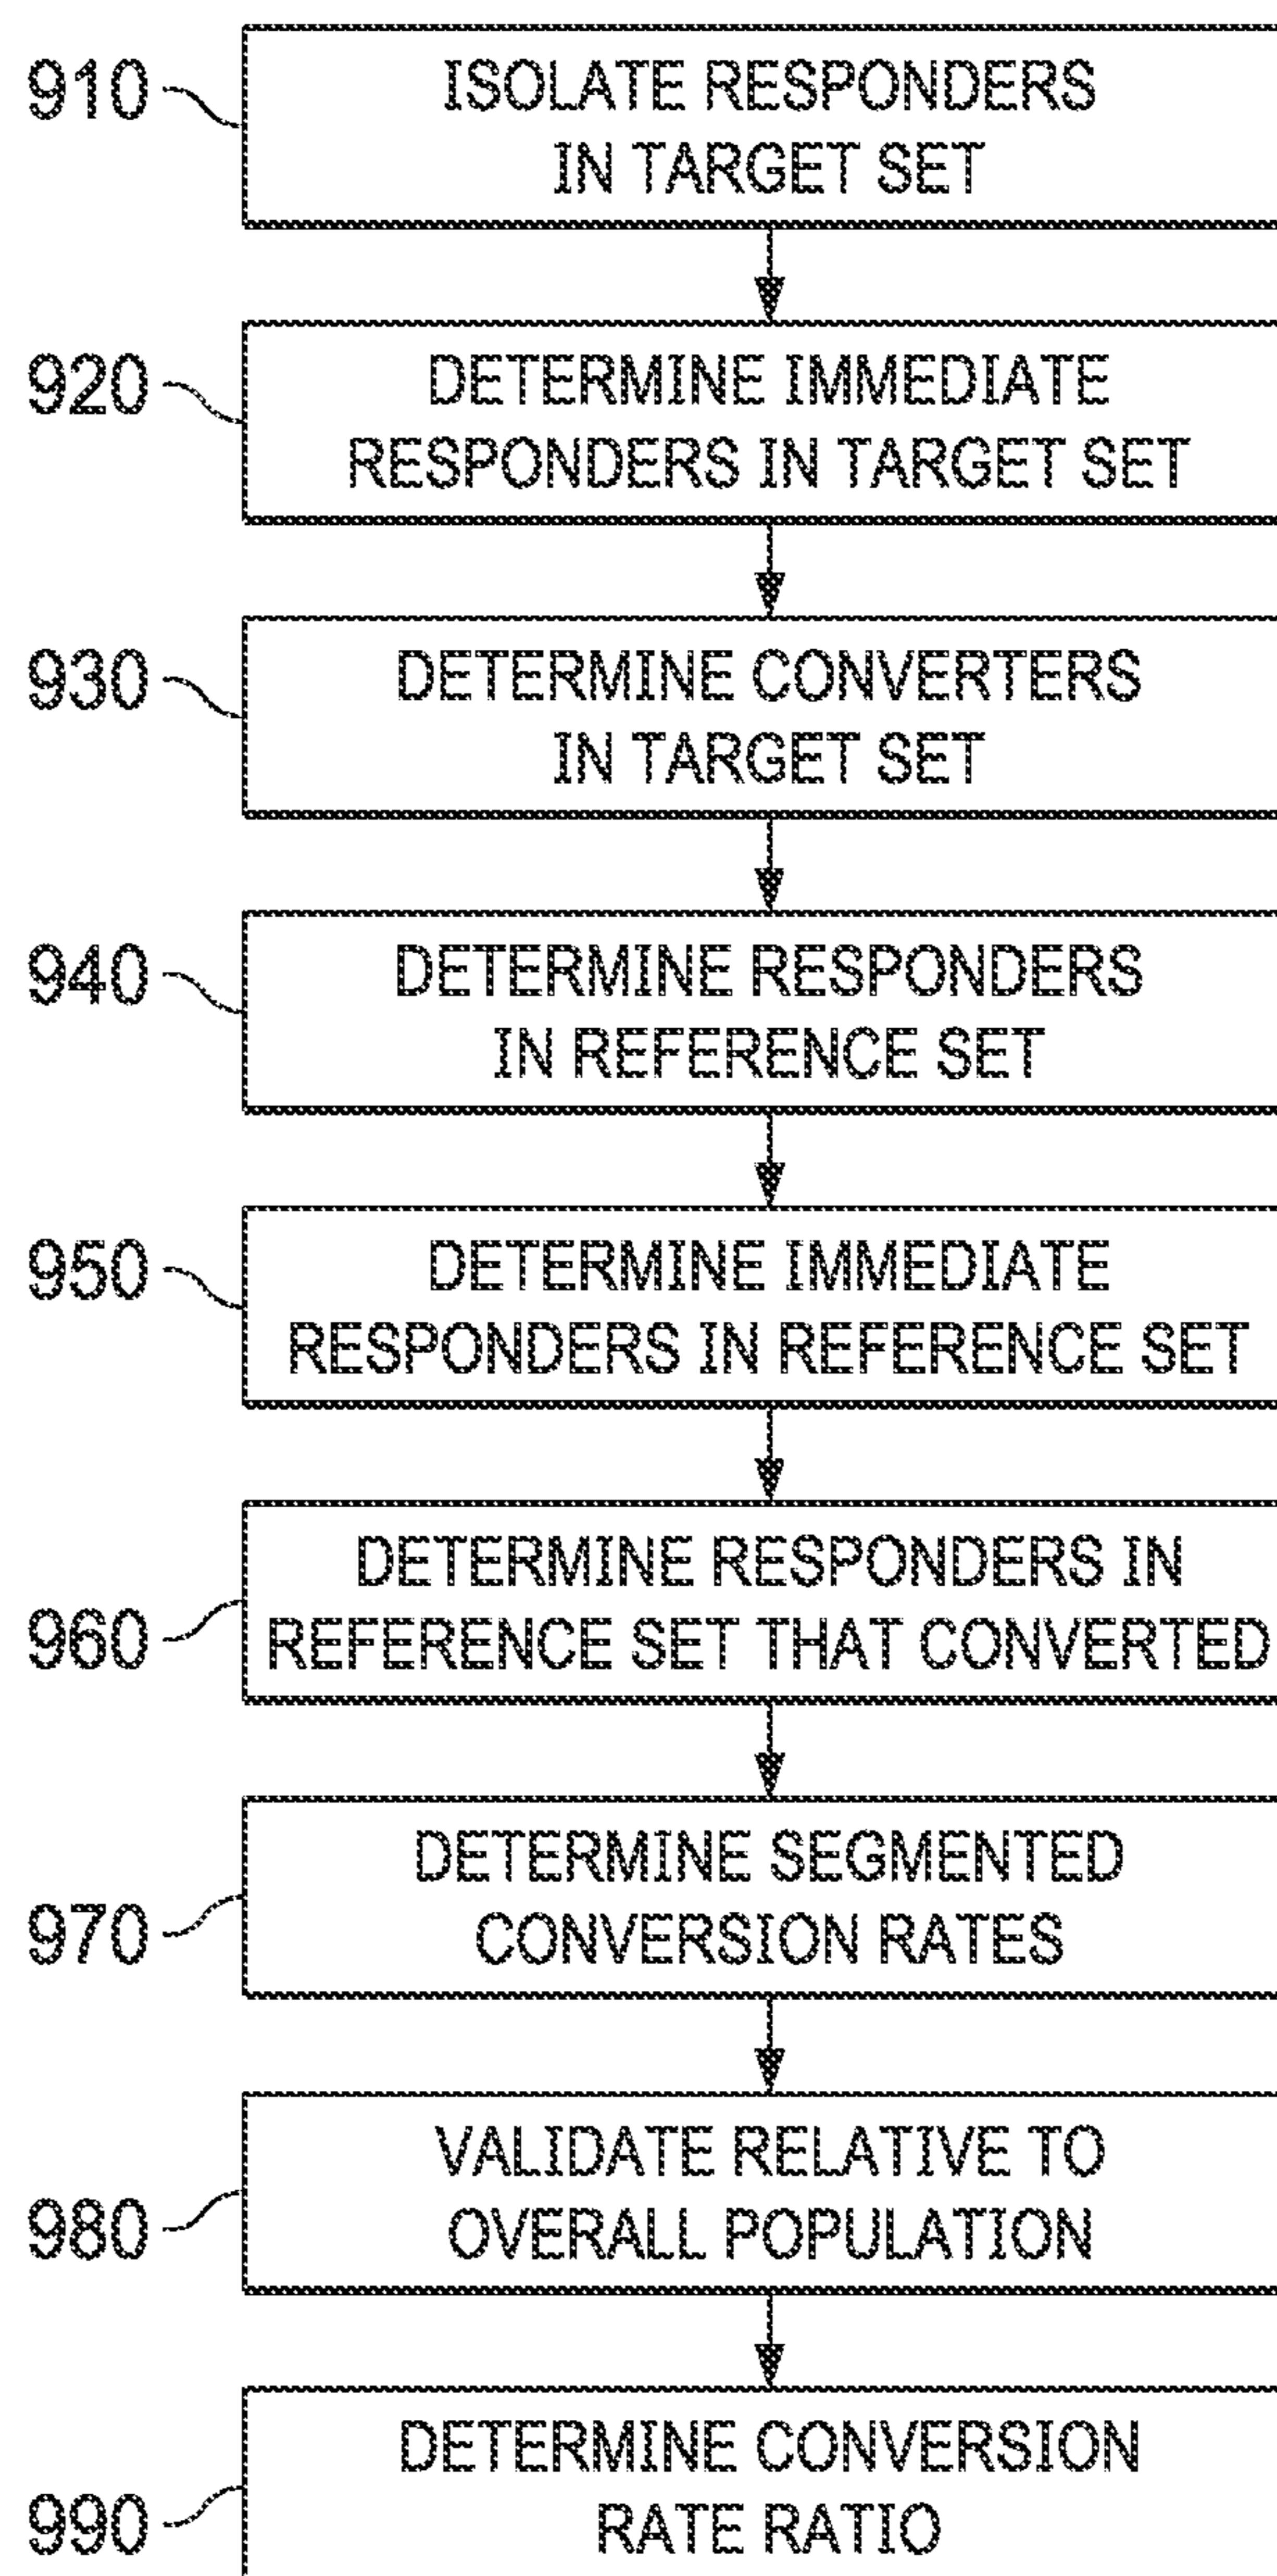 910
ISOLATE RESPONDERS
IN TARGET SET
920
DETERMINE IMMEDIATE
RESPONDERS IN TARGET SET
930
DETERMINE CONVERTERS
IN TARGET SET
940
DETERMINE RESPONDERS
IN REFERENCE SET
950
DETERMINE IMMEDIATE
RESPONDERS IN REFERENCE SET
960
DETERMINE RESPONDERS IN
REFERENCE SET THAT CONVERTED
970
DETERMINE SEGMENTED
CONVERSION RATES
980
VALIDATE RELATIVE TO
OVERALL POPULATION
990
DETERMINE CONVERSION
RATE RATIO